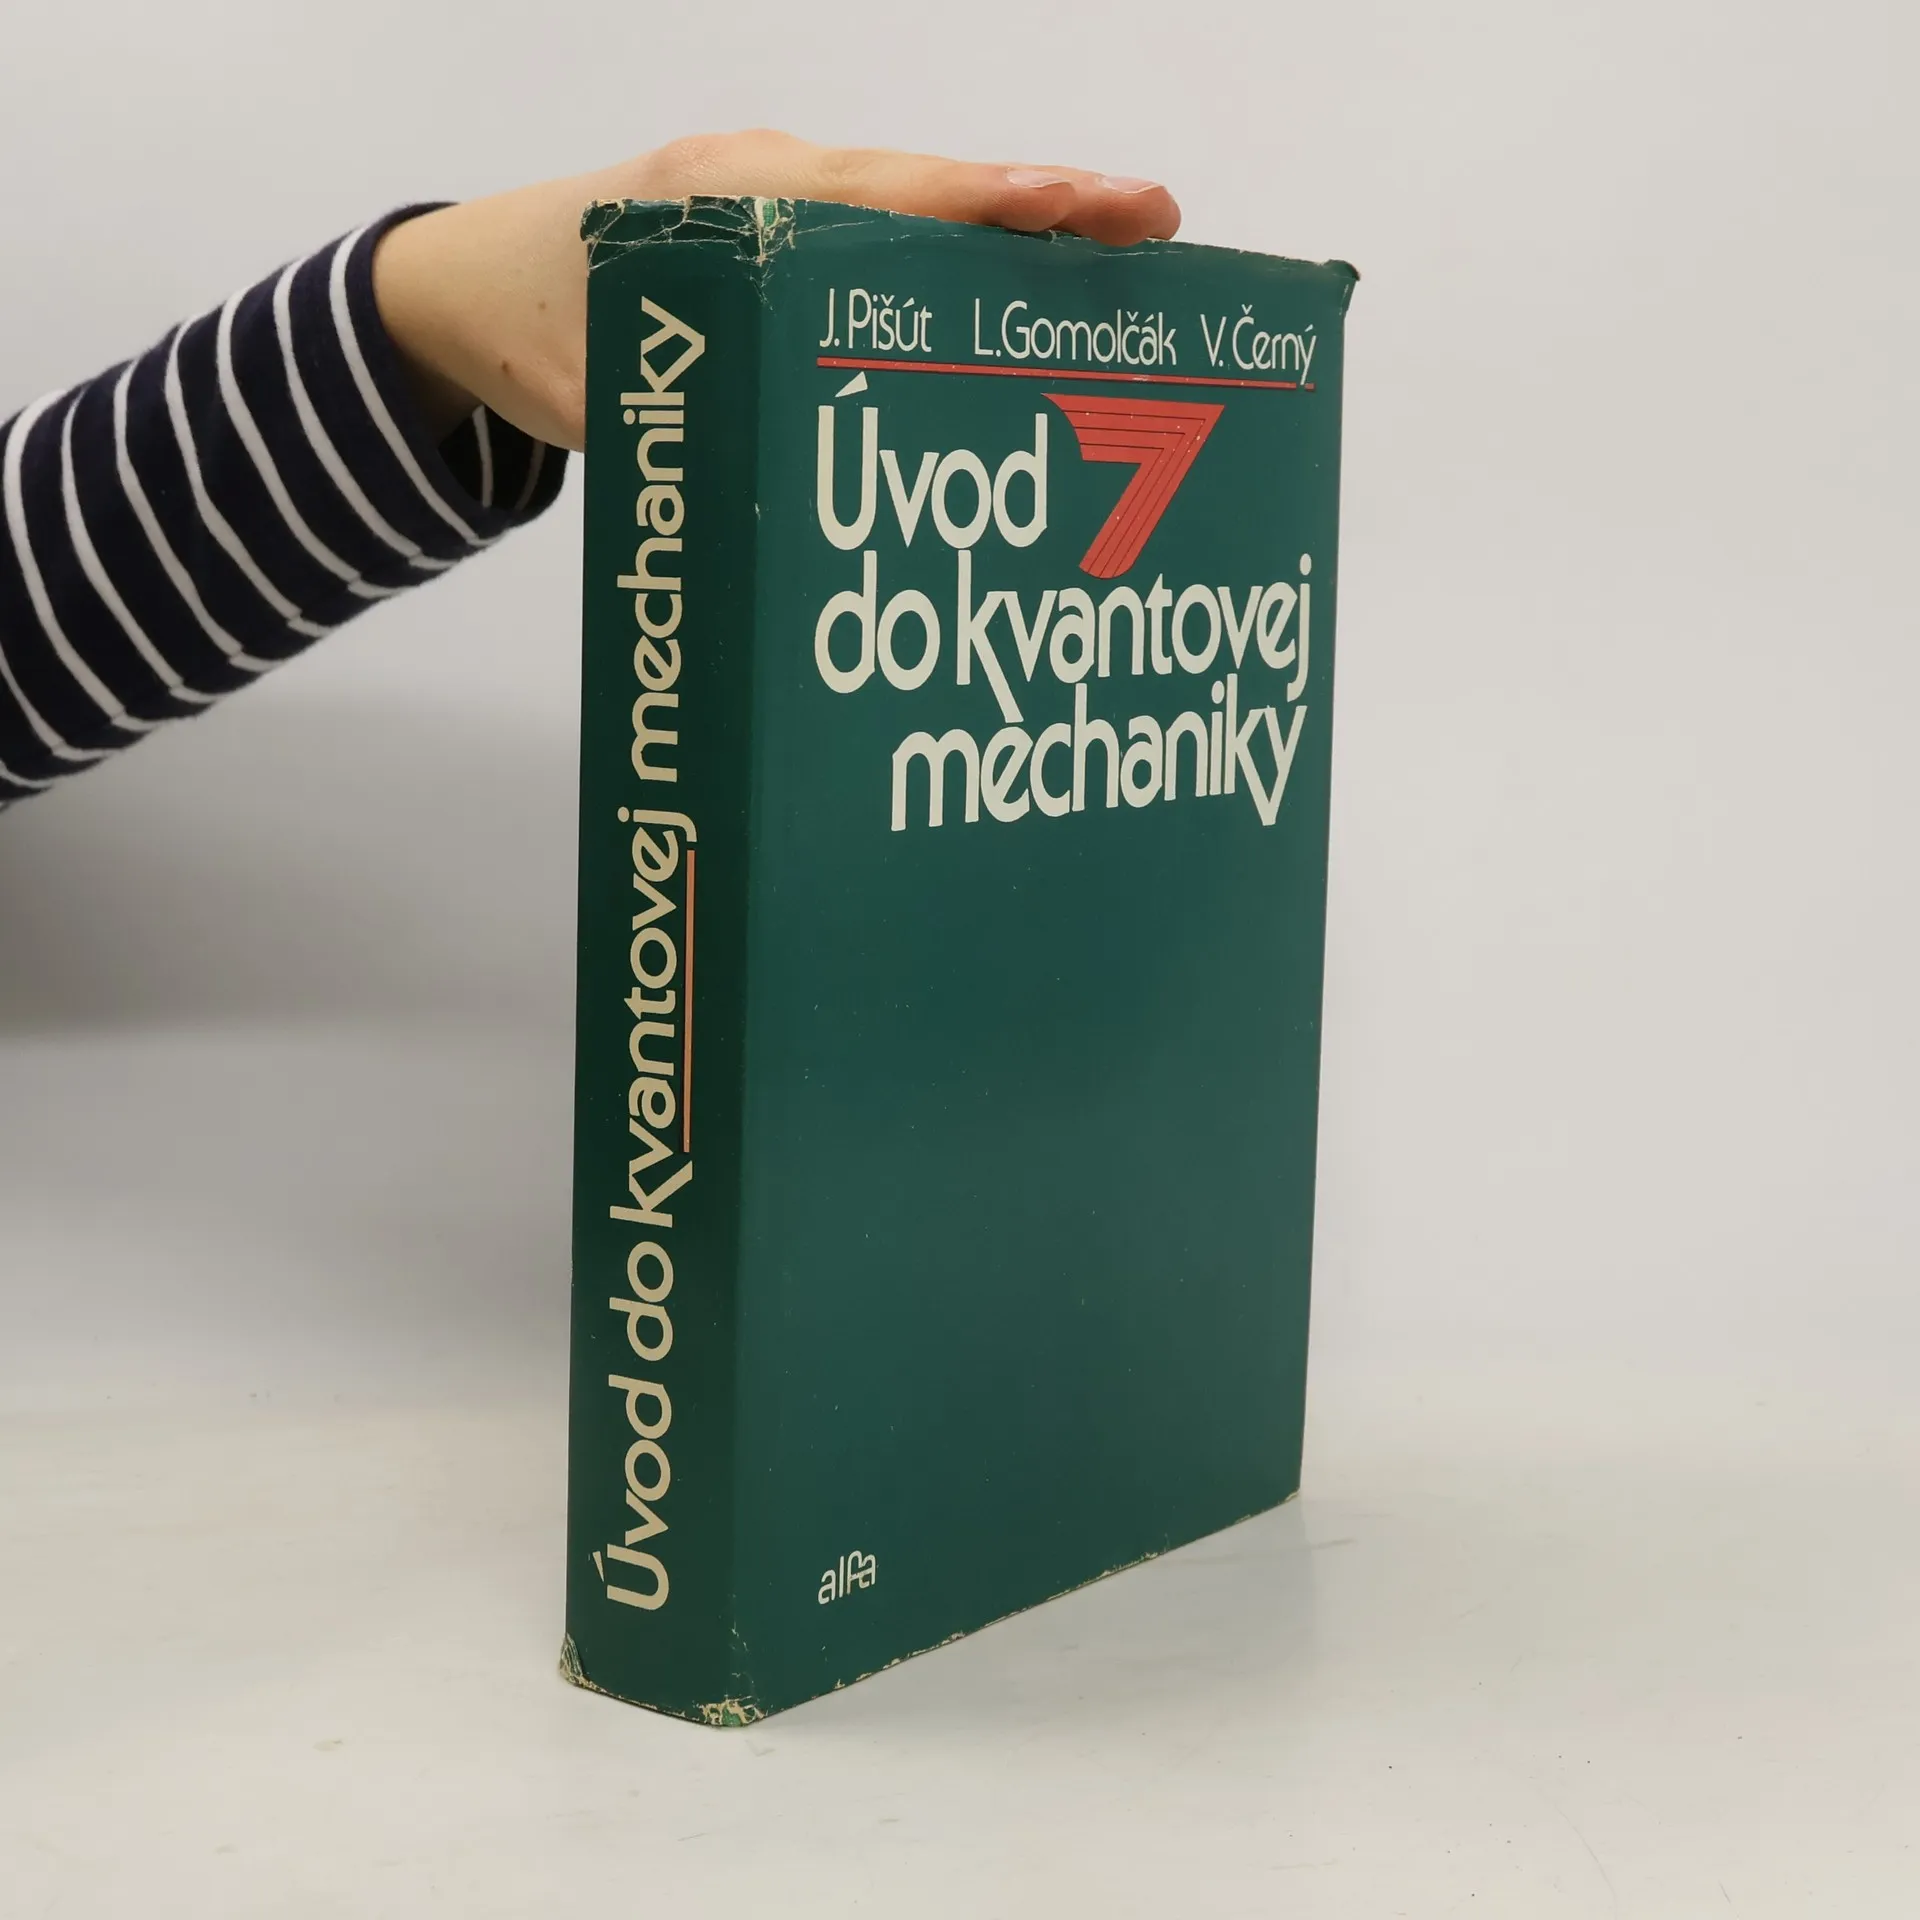 Úvod do kvantovej mechaniky
J. Pišút L. Gomolčák V. Černý
Úvod
do kvantovej
mechaniky
alfa